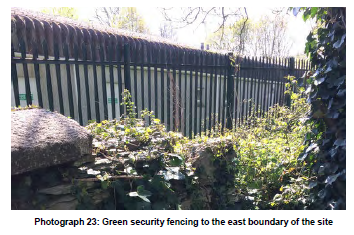 Photograph 23: Green security fencing to the east boundary of the site